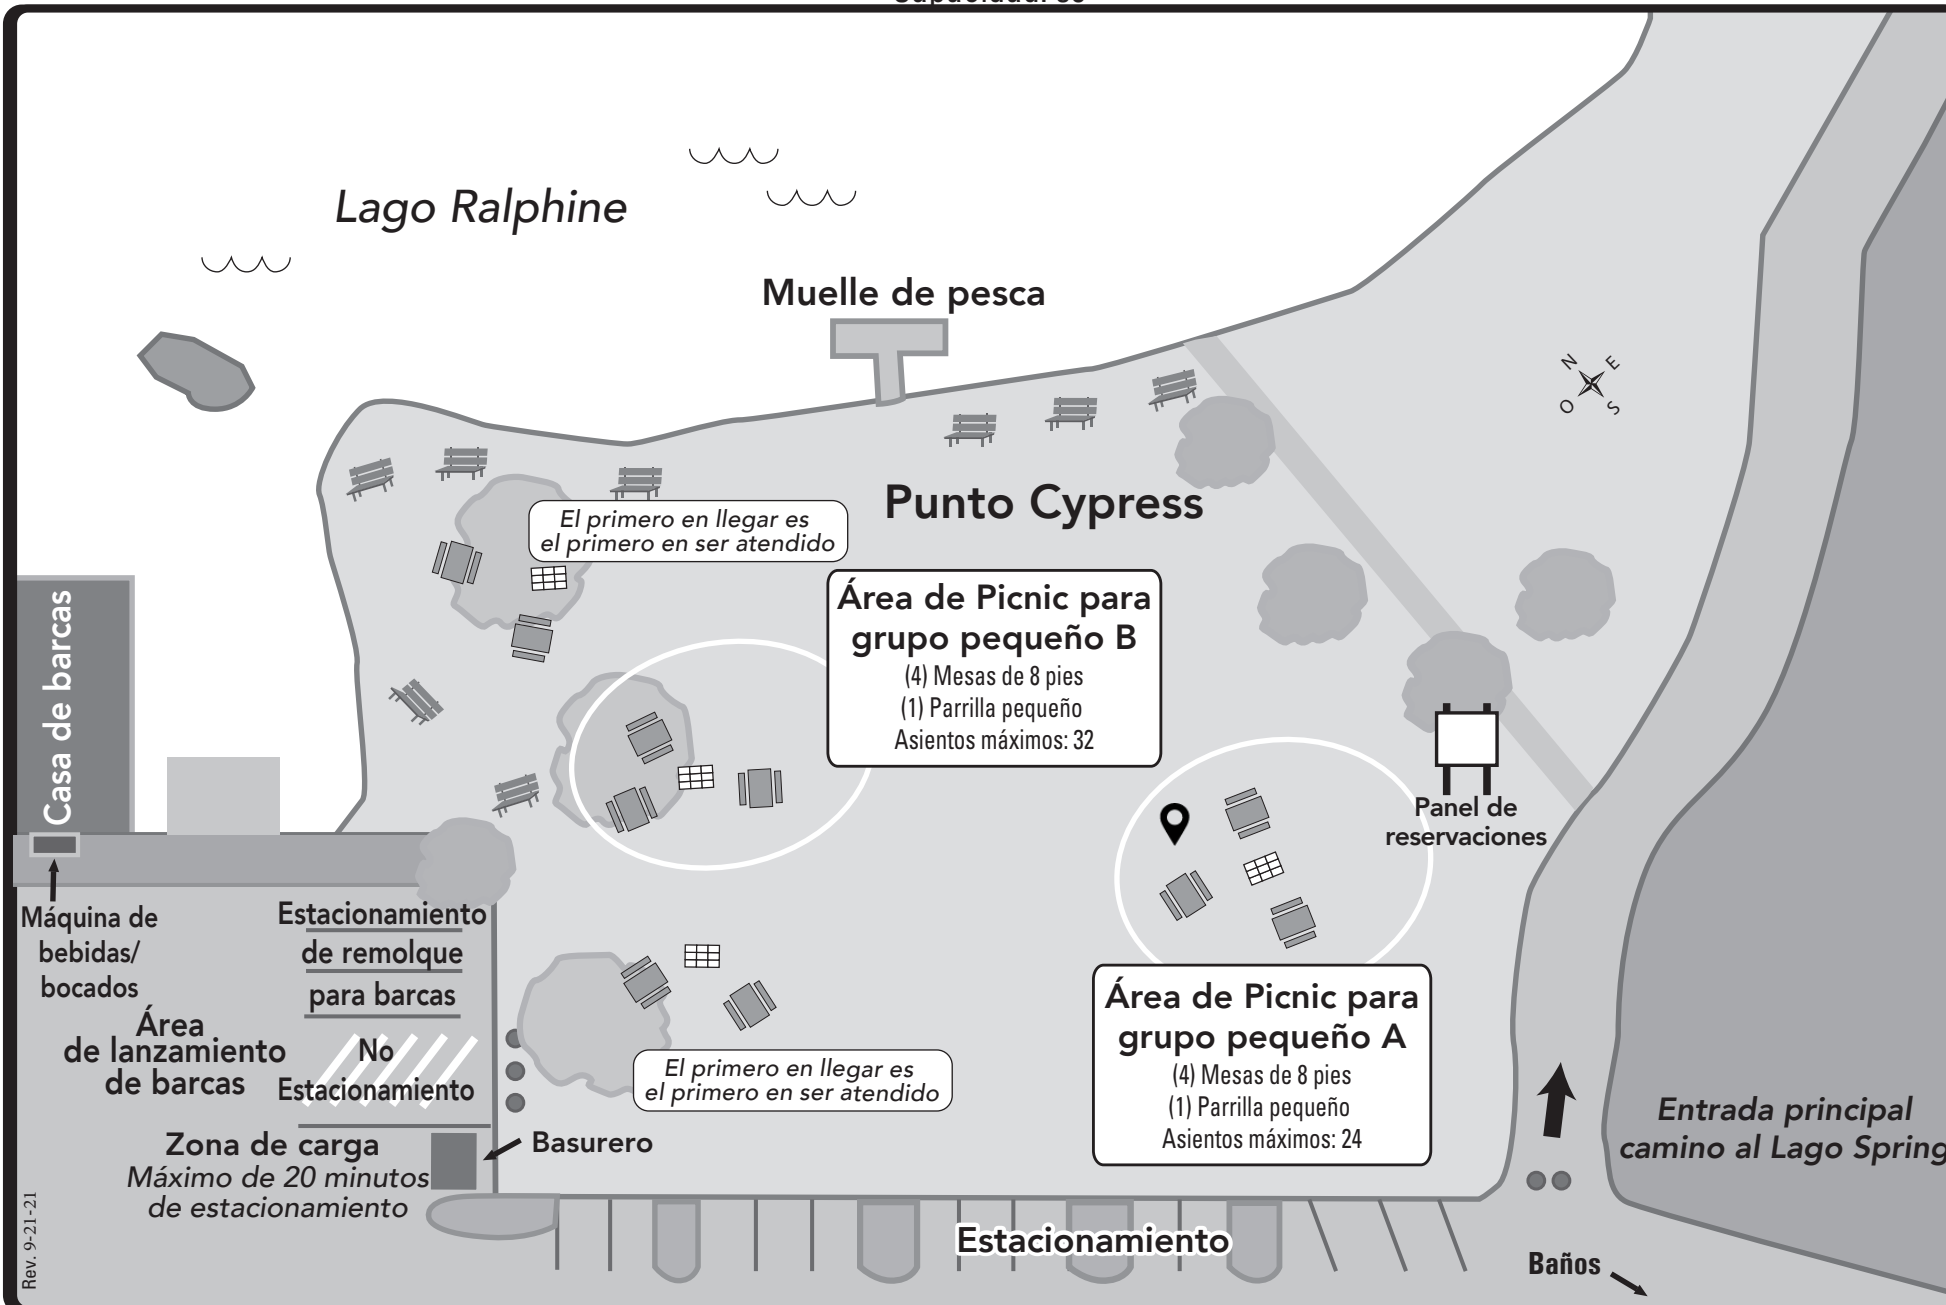 Lago Ralphine
Muelle de pesca
N
E
O
S
Punto Cypress
El primero en llegar es
el primero en ser atendido
Área de Picnic para
grupo pequeño B
(4) Mesas de 8 pies
(1) Parrilla pequeño
Asientos máximos: 32
Casa de barcas
Panel de
reservaciones
Máquina de
bebidas/
bocados
Estacionamiento
de remolque
para barcas
Área
de lanzamiento
de barcas
No
Estacionamiento
El primero en llegar es
el primero en ser atendido
Área de Picnic para
grupo pequeño A
(4) Mesas de 8 pies
(1) Parrilla pequeño
Asientos máximos: 24
Zona de carga
Máximo de 20 minutos
de estacionamiento
Basurero
Entrada principal
camino al Lago Spring
Estacionamiento
Baños
Rev. 9-21-21